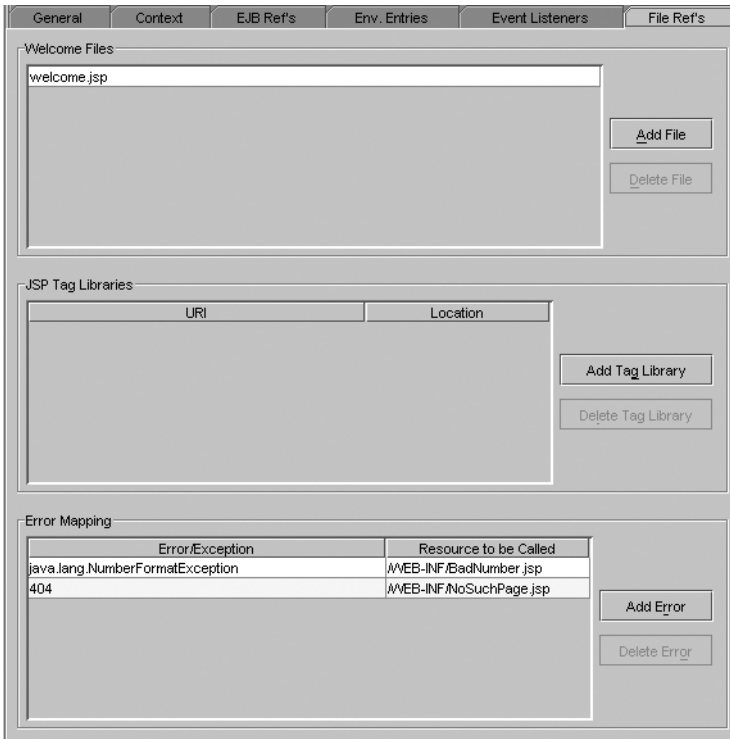 General Context EJB Ref's Env. Entries Event Listeners File Ref's
Welcome Files
welcome.jsp
Add File
Delete File
JSP Tag Libraries
URI Location
Add Tag Library
Delete Tag Library
Error Mapping
Error/Exception Resource to be Called
java.lang.NumberFormatException /WEB-INF/BadNumber.jsp
404 /WEB-INF/NoSuchPage.jsp
Add Error
Delete Error